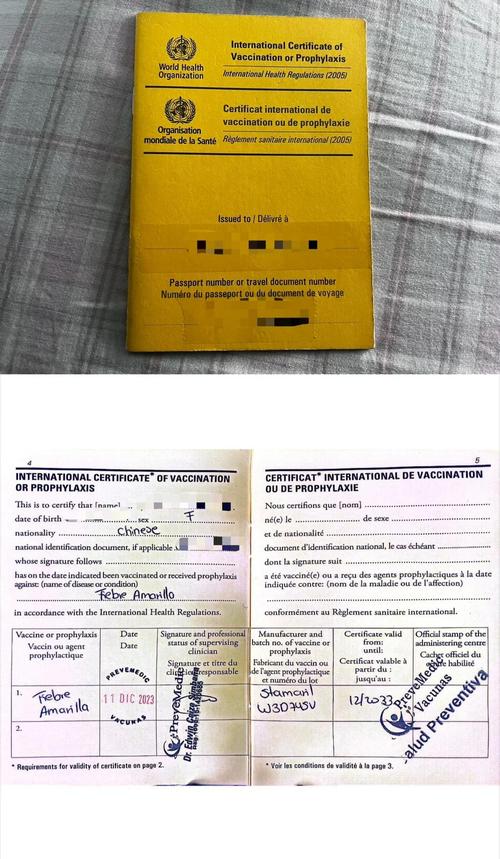 World Health
Organization
International Certificate of
Vaccination or Prophylaxis
International Health Regulations (2005)
Organisation
mondiale de la Santé
Certificat international de
vaccination ou de prophylaxie
Règlement sanitaire international (2005)
Issued to / Délivré à
Passport number or travel document number
Numéro du passeport ou du document de voyage
4
INTERNATIONAL CERTIFICATE* OF VACCINATION
OR PROPHYLAXIS
This is to certify that [name]
date of birth sex F
nationality chinese
national identification document, if applicable
whose signature follows
has on the date indicated been vaccinated or received prophylaxis
against: (name of disease or condition)
Fiebre Amarillo
in accordance with the International Health Regulations.
Vaccine or prophylaxis
Vaccin ou agent
prophylactique
Date
Date
Signature and professional
status of supervising
clinician
Signature et titre du
clinicien responsable
1. Fiebre
Amarilla
PREVEMEDIC
11 DIC 2023
VACUNAS
PreveMedic
Dr. Edwin
2.
* Requirements for validity of certificate on page 2.
5
CERTIFICAT* INTERNATIONAL DE VACCINATION
OU DE PROPHYLAXIE
Nous certifions que [nom]
né(e) le de sexe
et de nationalité
document d'identification national, le cas échéant
dont la signature suit
a été vacciné(e) ou a reçu des agents prophylactiques à la date
indiquée contre: (nom de la maladie ou de l'affection)
conformément au Règlement sanitaire international.
Manufacturer and
batch no. of vaccine or
prophylaxis
Fabricant du vaccin ou
de l'agent prophylactique
et numéro du lot
Certificate valid
from:
until:
Certificat valable à
partir du :
jusqu'au :
Official stamp of the
administering centre
Cachet officiel du
centre habilité
Stamaril
W3D745V
12/2033
PreveMedic
Vacunas
Salud Preventiva
* Voir les conditions de validité à la page 3.